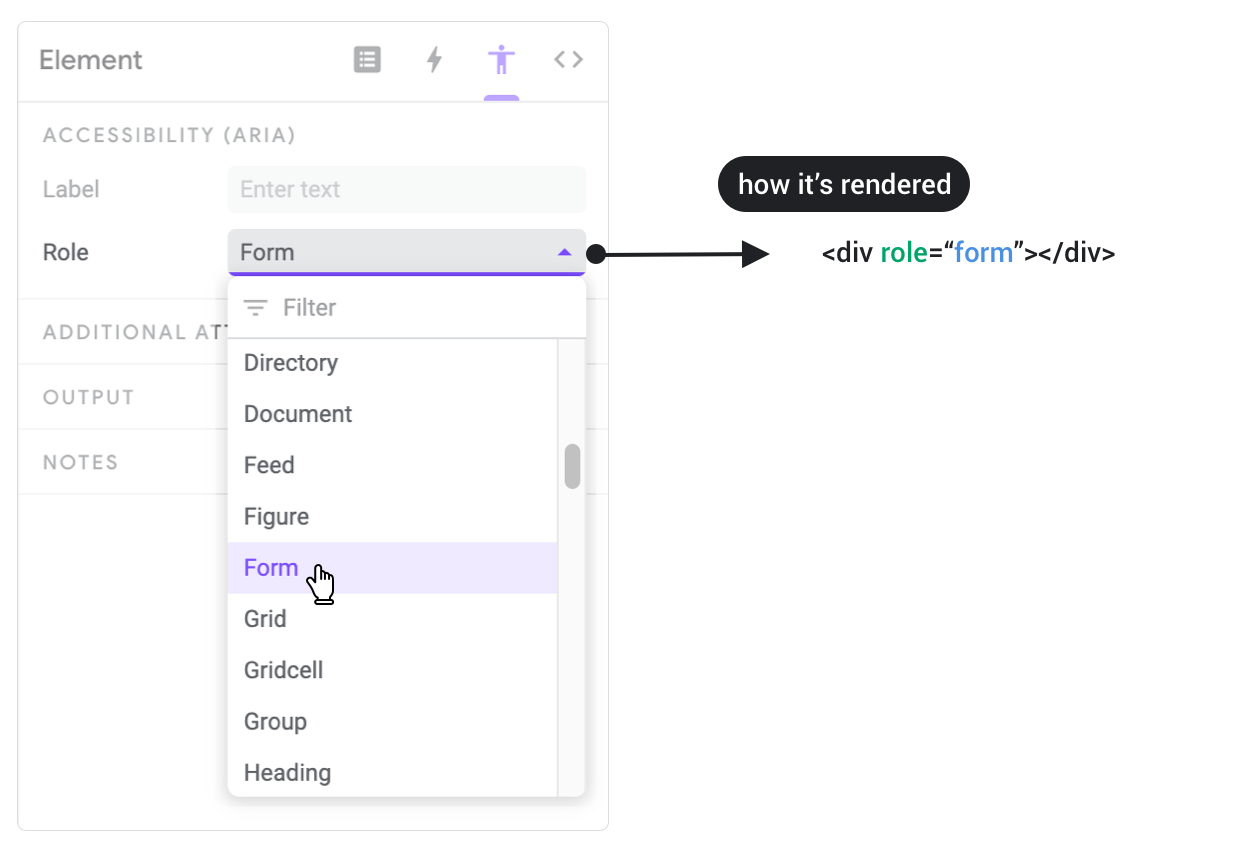 Element
ACCESSIBILITY (ARIA)
Label Enter text
Role Form
Filter
ADDITIONAL ATT
Directory
OUTPUT
Document
NOTES
Feed
Figure
Form
Grid
Gridcell
Group
Heading
how it’s rendered
<div role=“form”></div>